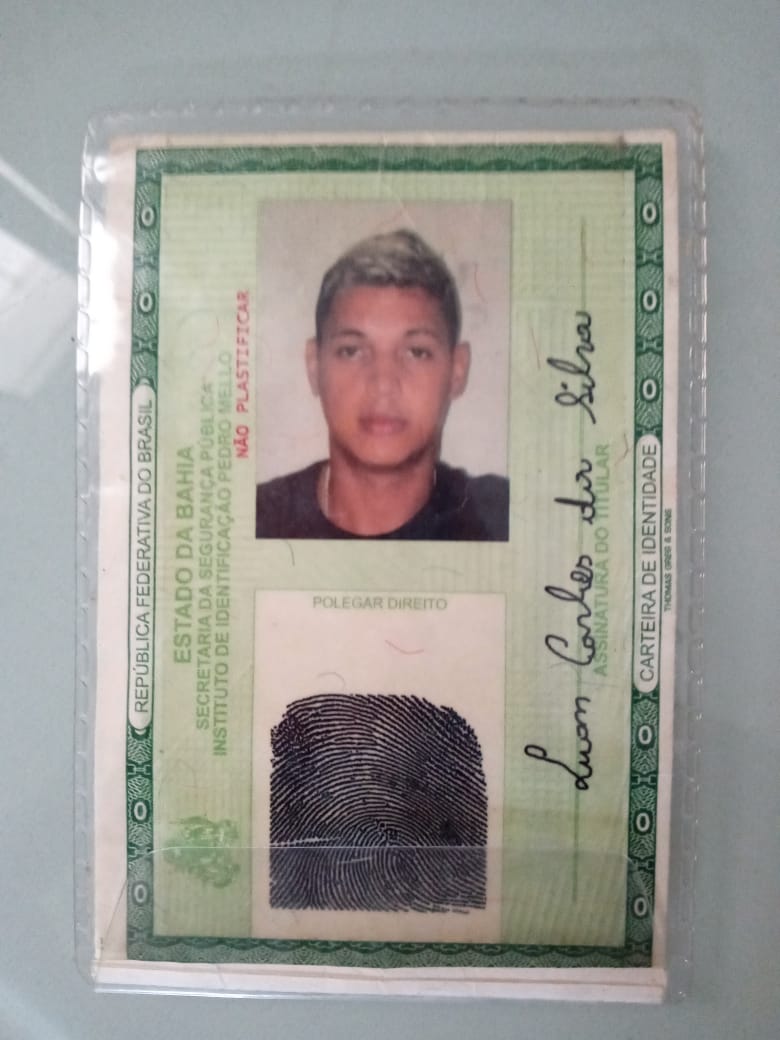 REPÚBLICA FEDERATIVA DO BRASIL
ESTADO DA BAHIA
SECRETARIA DA SEGURANÇA PÚBLICA
INSTITUTO DE IDENTIFICAÇÃO PEDRO MELLO
NÃO PLASTIFICAR
POLEGAR DIREITO
Luan Carlos da Silva
ASSINATURA DO TITULAR
CARTEIRA DE IDENTIDADE
THOMAS GREG & SONS